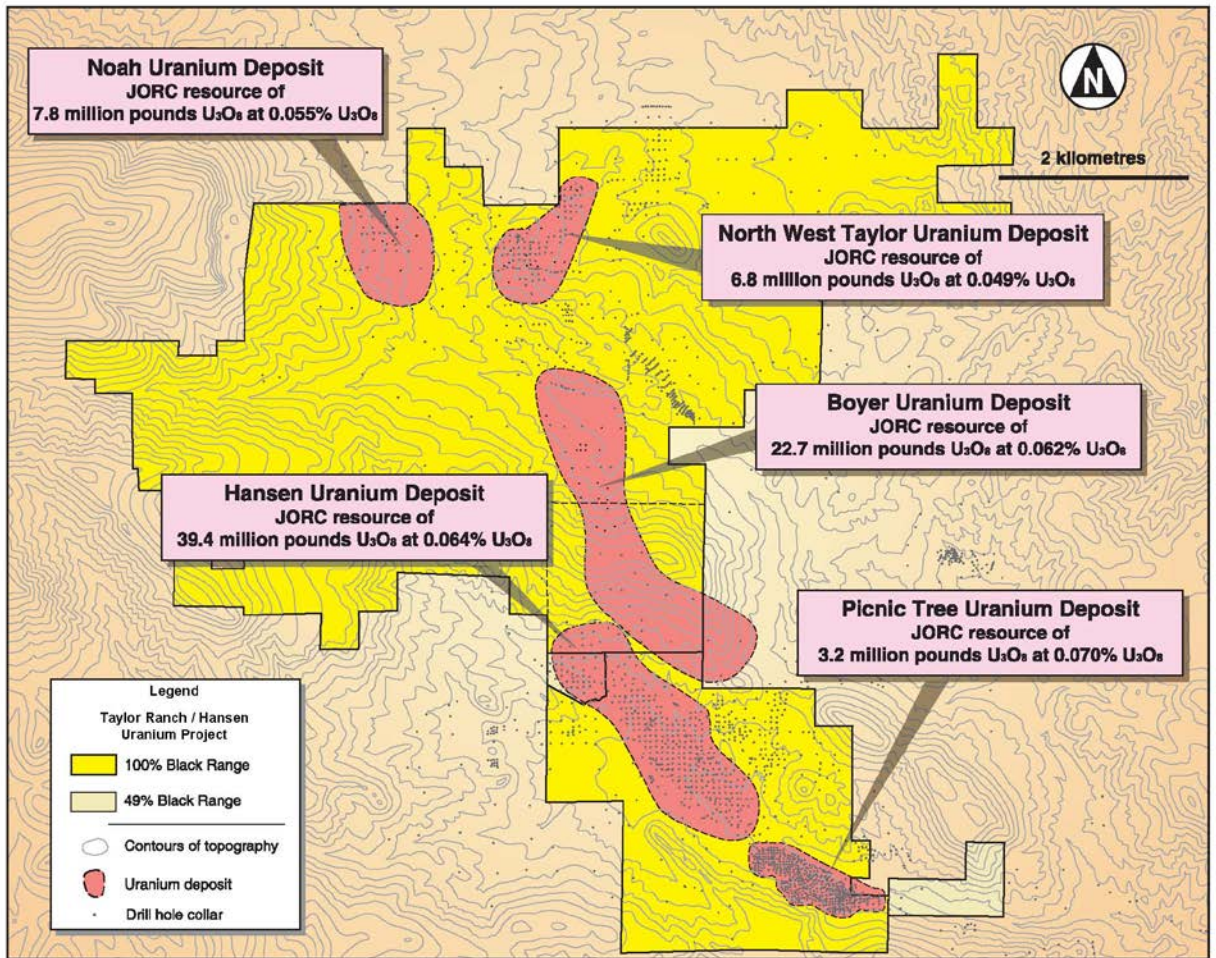 Noah Uranium Deposit
JORC resource of
7.8 million pounds U₃O₈ at 0.055% U₃O₈
N
2 kilometres
North West Taylor Uranium Deposit
JORC resource of
6.8 million pounds U₃O₈ at 0.049% U₃O₈
Boyer Uranium Deposit
JORC resource of
22.7 million pounds U₃O₈ at 0.062% U₃O₈
Hansen Uranium Deposit
JORC resource of
39.4 million pounds U₃O₈ at 0.064% U₃O₈
Picnic Tree Uranium Deposit
JORC resource of
3.2 million pounds U₃O₈ at 0.070% U₃O₈
Legend
Taylor Ranch / Hansen
Uranium Project
100% Black Range
49% Black Range
Contours of topography
Uranium deposit
Drill hole collar